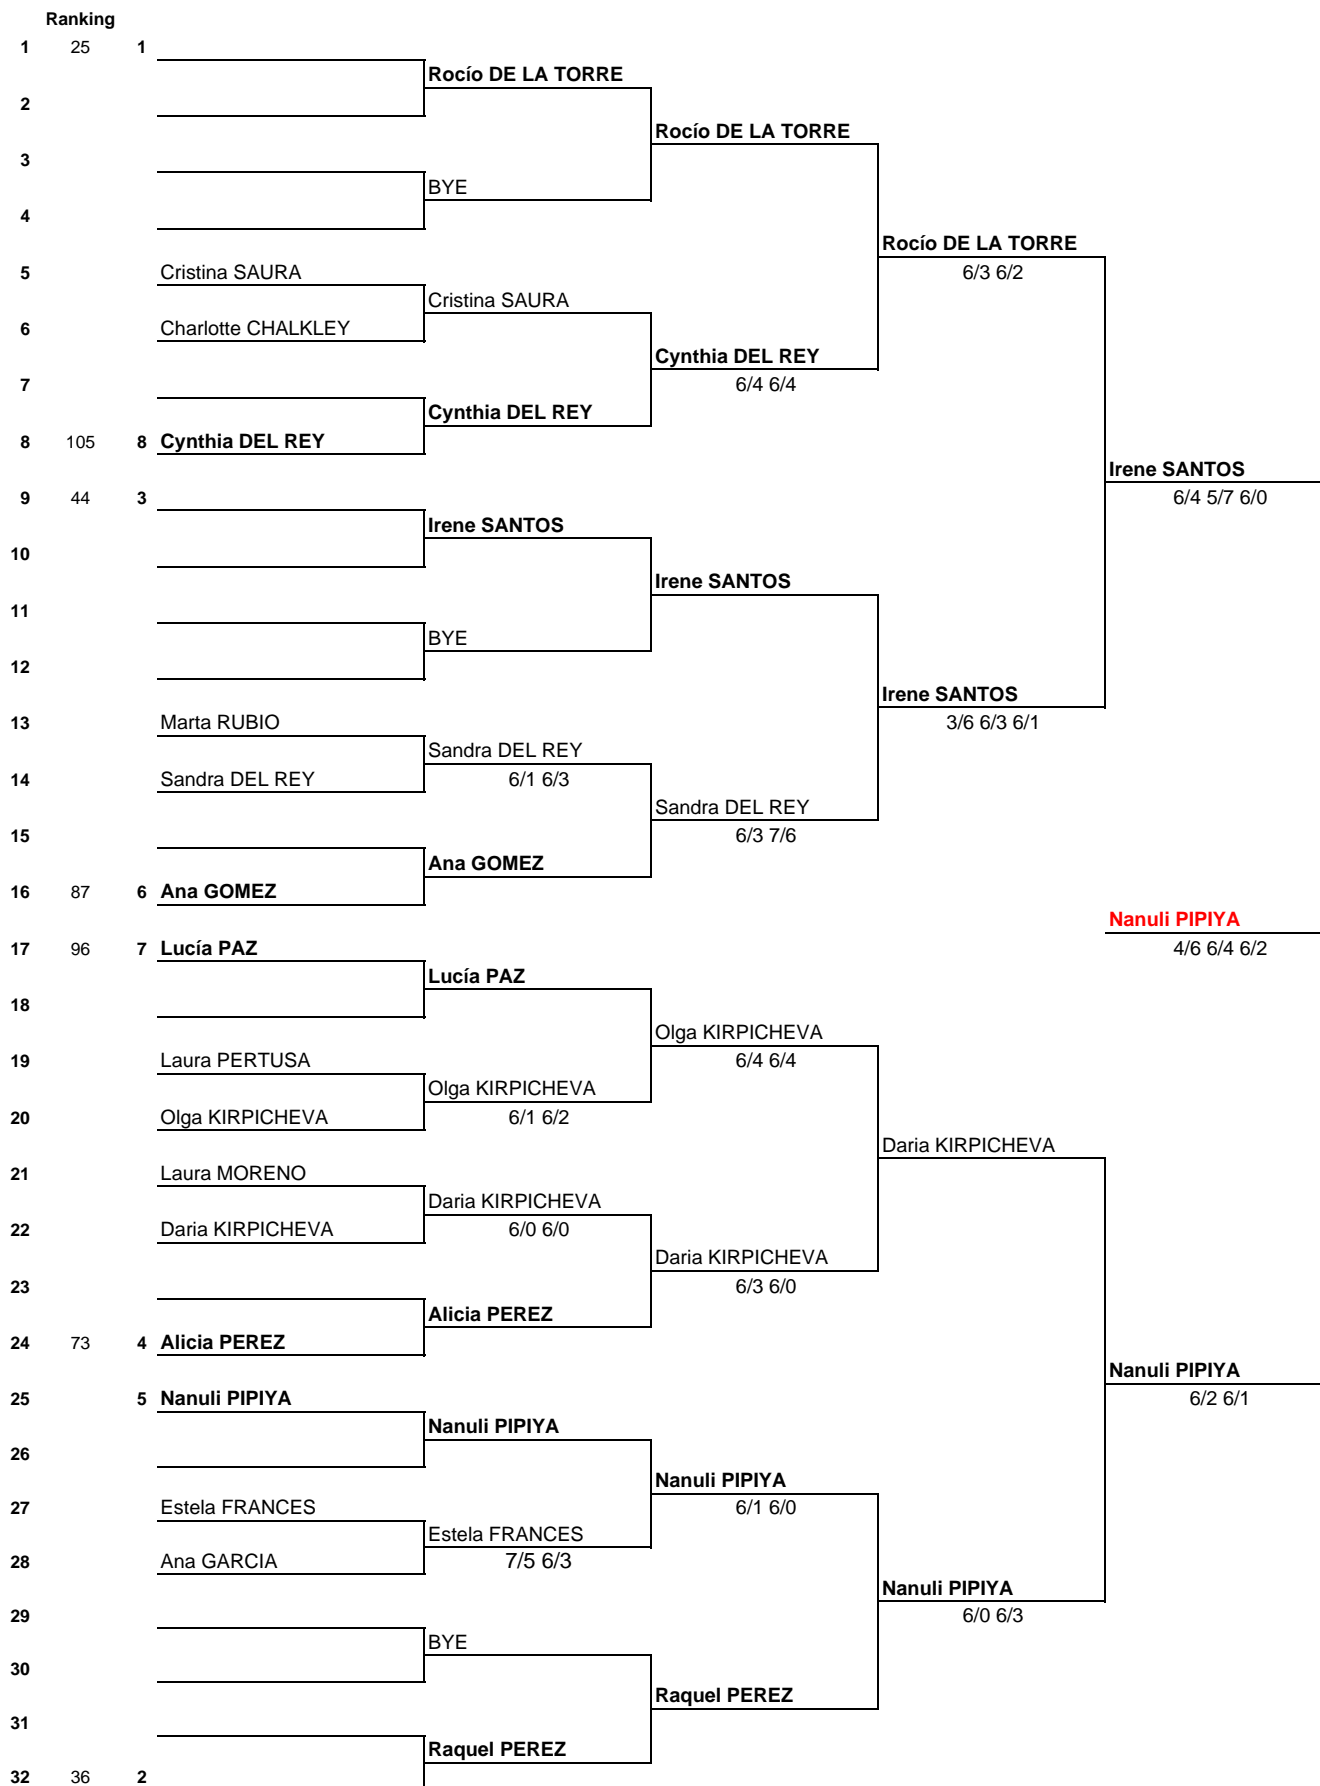 Ranking
1 25 1
Rocío DE LA TORRE
2
Rocío DE LA TORRE
3
BYE
4
Rocío DE LA TORRE
5 Cristina SAURA 6/3 6/2
Cristina SAURA
6 Charlotte CHALKLEY
Cynthia DEL REY
7 6/4 6/4
Cynthia DEL REY
8 105 8 Cynthia DEL REY
Irene SANTOS
9 44 3 6/4 5/7 6/0
Irene SANTOS
10
Irene SANTOS
11
BYE
12
Irene SANTOS
13 Marta RUBIO 3/6 6/3 6/1
Sandra DEL REY
14 Sandra DEL REY 6/1 6/3
Sandra DEL REY
15 6/3 7/6
Ana GOMEZ
16 87 6 Ana GOMEZ
Nanuli PIPIYA
17 96 7 Lucía PAZ 4/6 6/4 6/2
Lucía PAZ
18
Olga KIRPICHEVA
19 Laura PERTUSA 6/4 6/4
Olga KIRPICHEVA
20 Olga KIRPICHEVA 6/1 6/2
Daria KIRPICHEVA
21 Laura MORENO
Daria KIRPICHEVA
22 Daria KIRPICHEVA 6/0 6/0
Daria KIRPICHEVA
23 6/3 6/0
Alicia PEREZ
24 73 4 Alicia PEREZ
Nanuli PIPIYA
25 5 Nanuli PIPIYA 6/2 6/1
Nanuli PIPIYA
26
Nanuli PIPIYA
27 Estela FRANCES 6/1 6/0
Estela FRANCES
28 Ana GARCIA 7/5 6/3
Nanuli PIPIYA
29 6/0 6/3
BYE
30
Raquel PEREZ
31
Raquel PEREZ
32 36 2